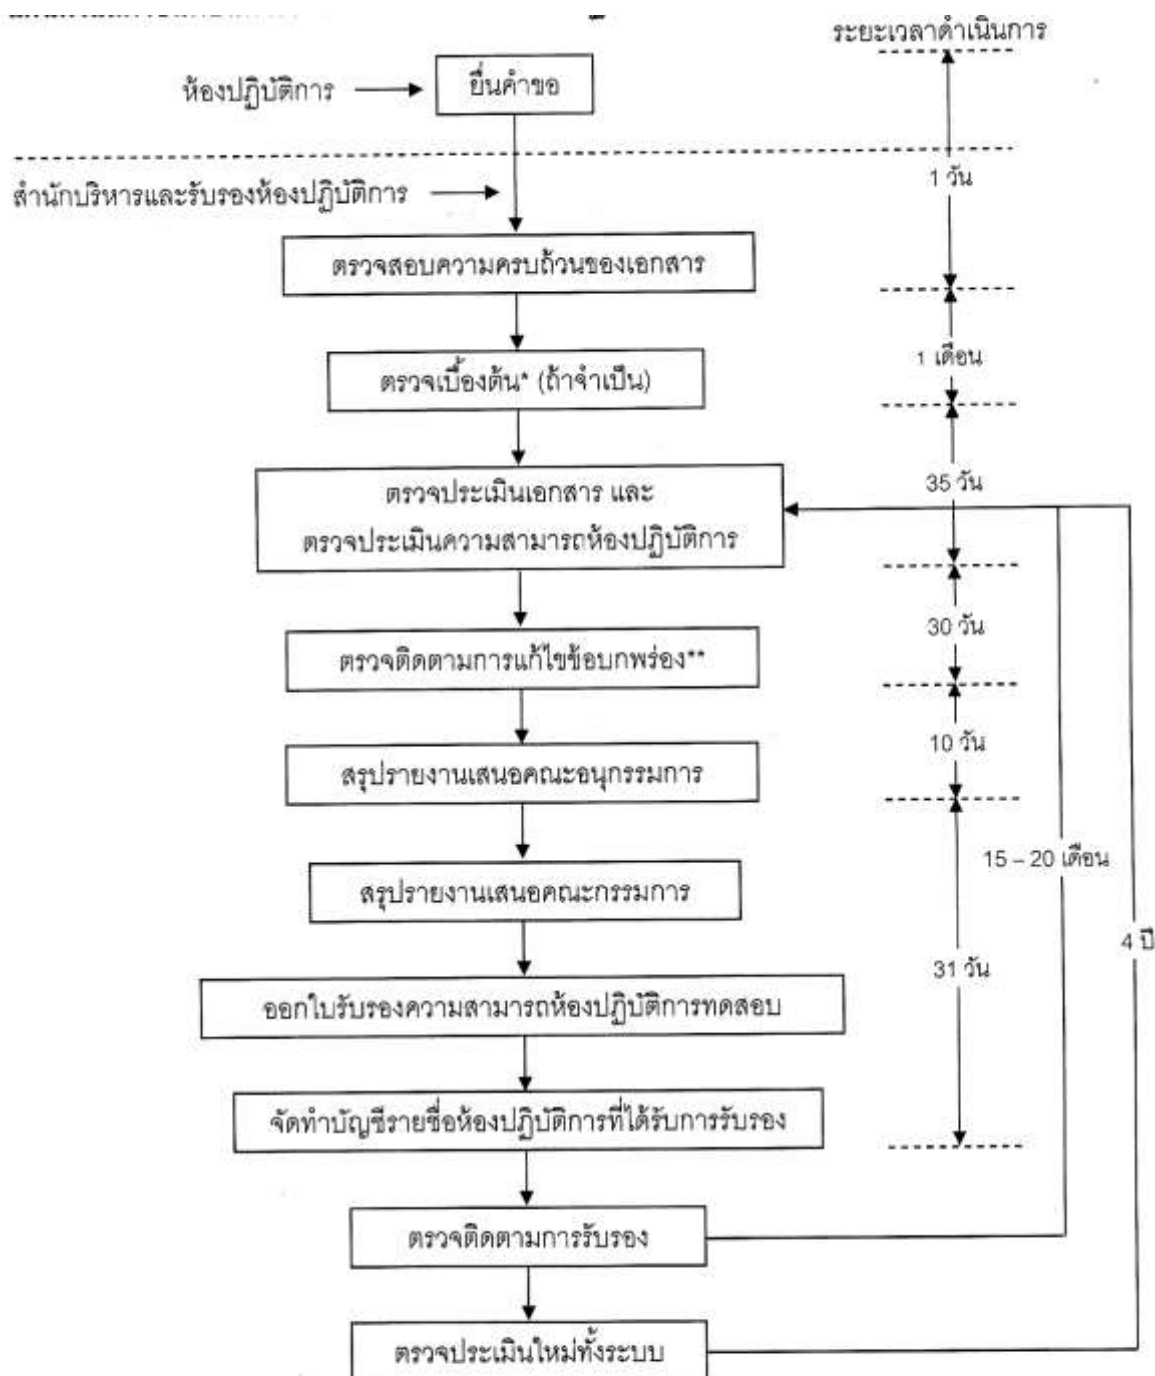 ระยะเวลาดำเนินการ
ห้องปฏิบัติการ
ยื่นคำขอ
1 วัน
สำนักบริหารและรับรองห้องปฏิบัติการ
ตรวจสอบความครบถ้วนของเอกสาร
1 เดือน
ตรวจเบื้องต้น* (ถ้าจำเป็น)
35 วัน
ตรวจประเมินเอกสาร และ
ตรวจประเมินความสามารถห้องปฏิบัติการ
30 วัน
ตรวจติดตามการแก้ไขข้อบกพร่อง**
10 วัน
สรุปรายงานเสนอคณะอนุกรรมการ
15 – 20 เดือน
สรุปรายงานเสนอคณะกรรมการ
4 ปี
31 วัน
ออกใบรับรองความสามารถห้องปฏิบัติการทดสอบ
จัดทำบัญชีรายชื่อห้องปฏิบัติการที่ได้รับการรับรอง
ตรวจติดตามการรับรอง
ตรวจประเมินใหม่ทั้งระบบ